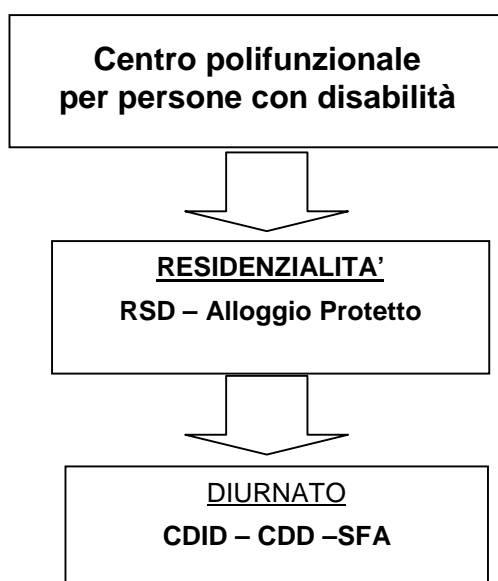 Centro polifunzionale
per persone con disabilità
RESIDENZIALITA’
RSD – Alloggio Protetto
DIURNATO
CDID – CDD –SFA